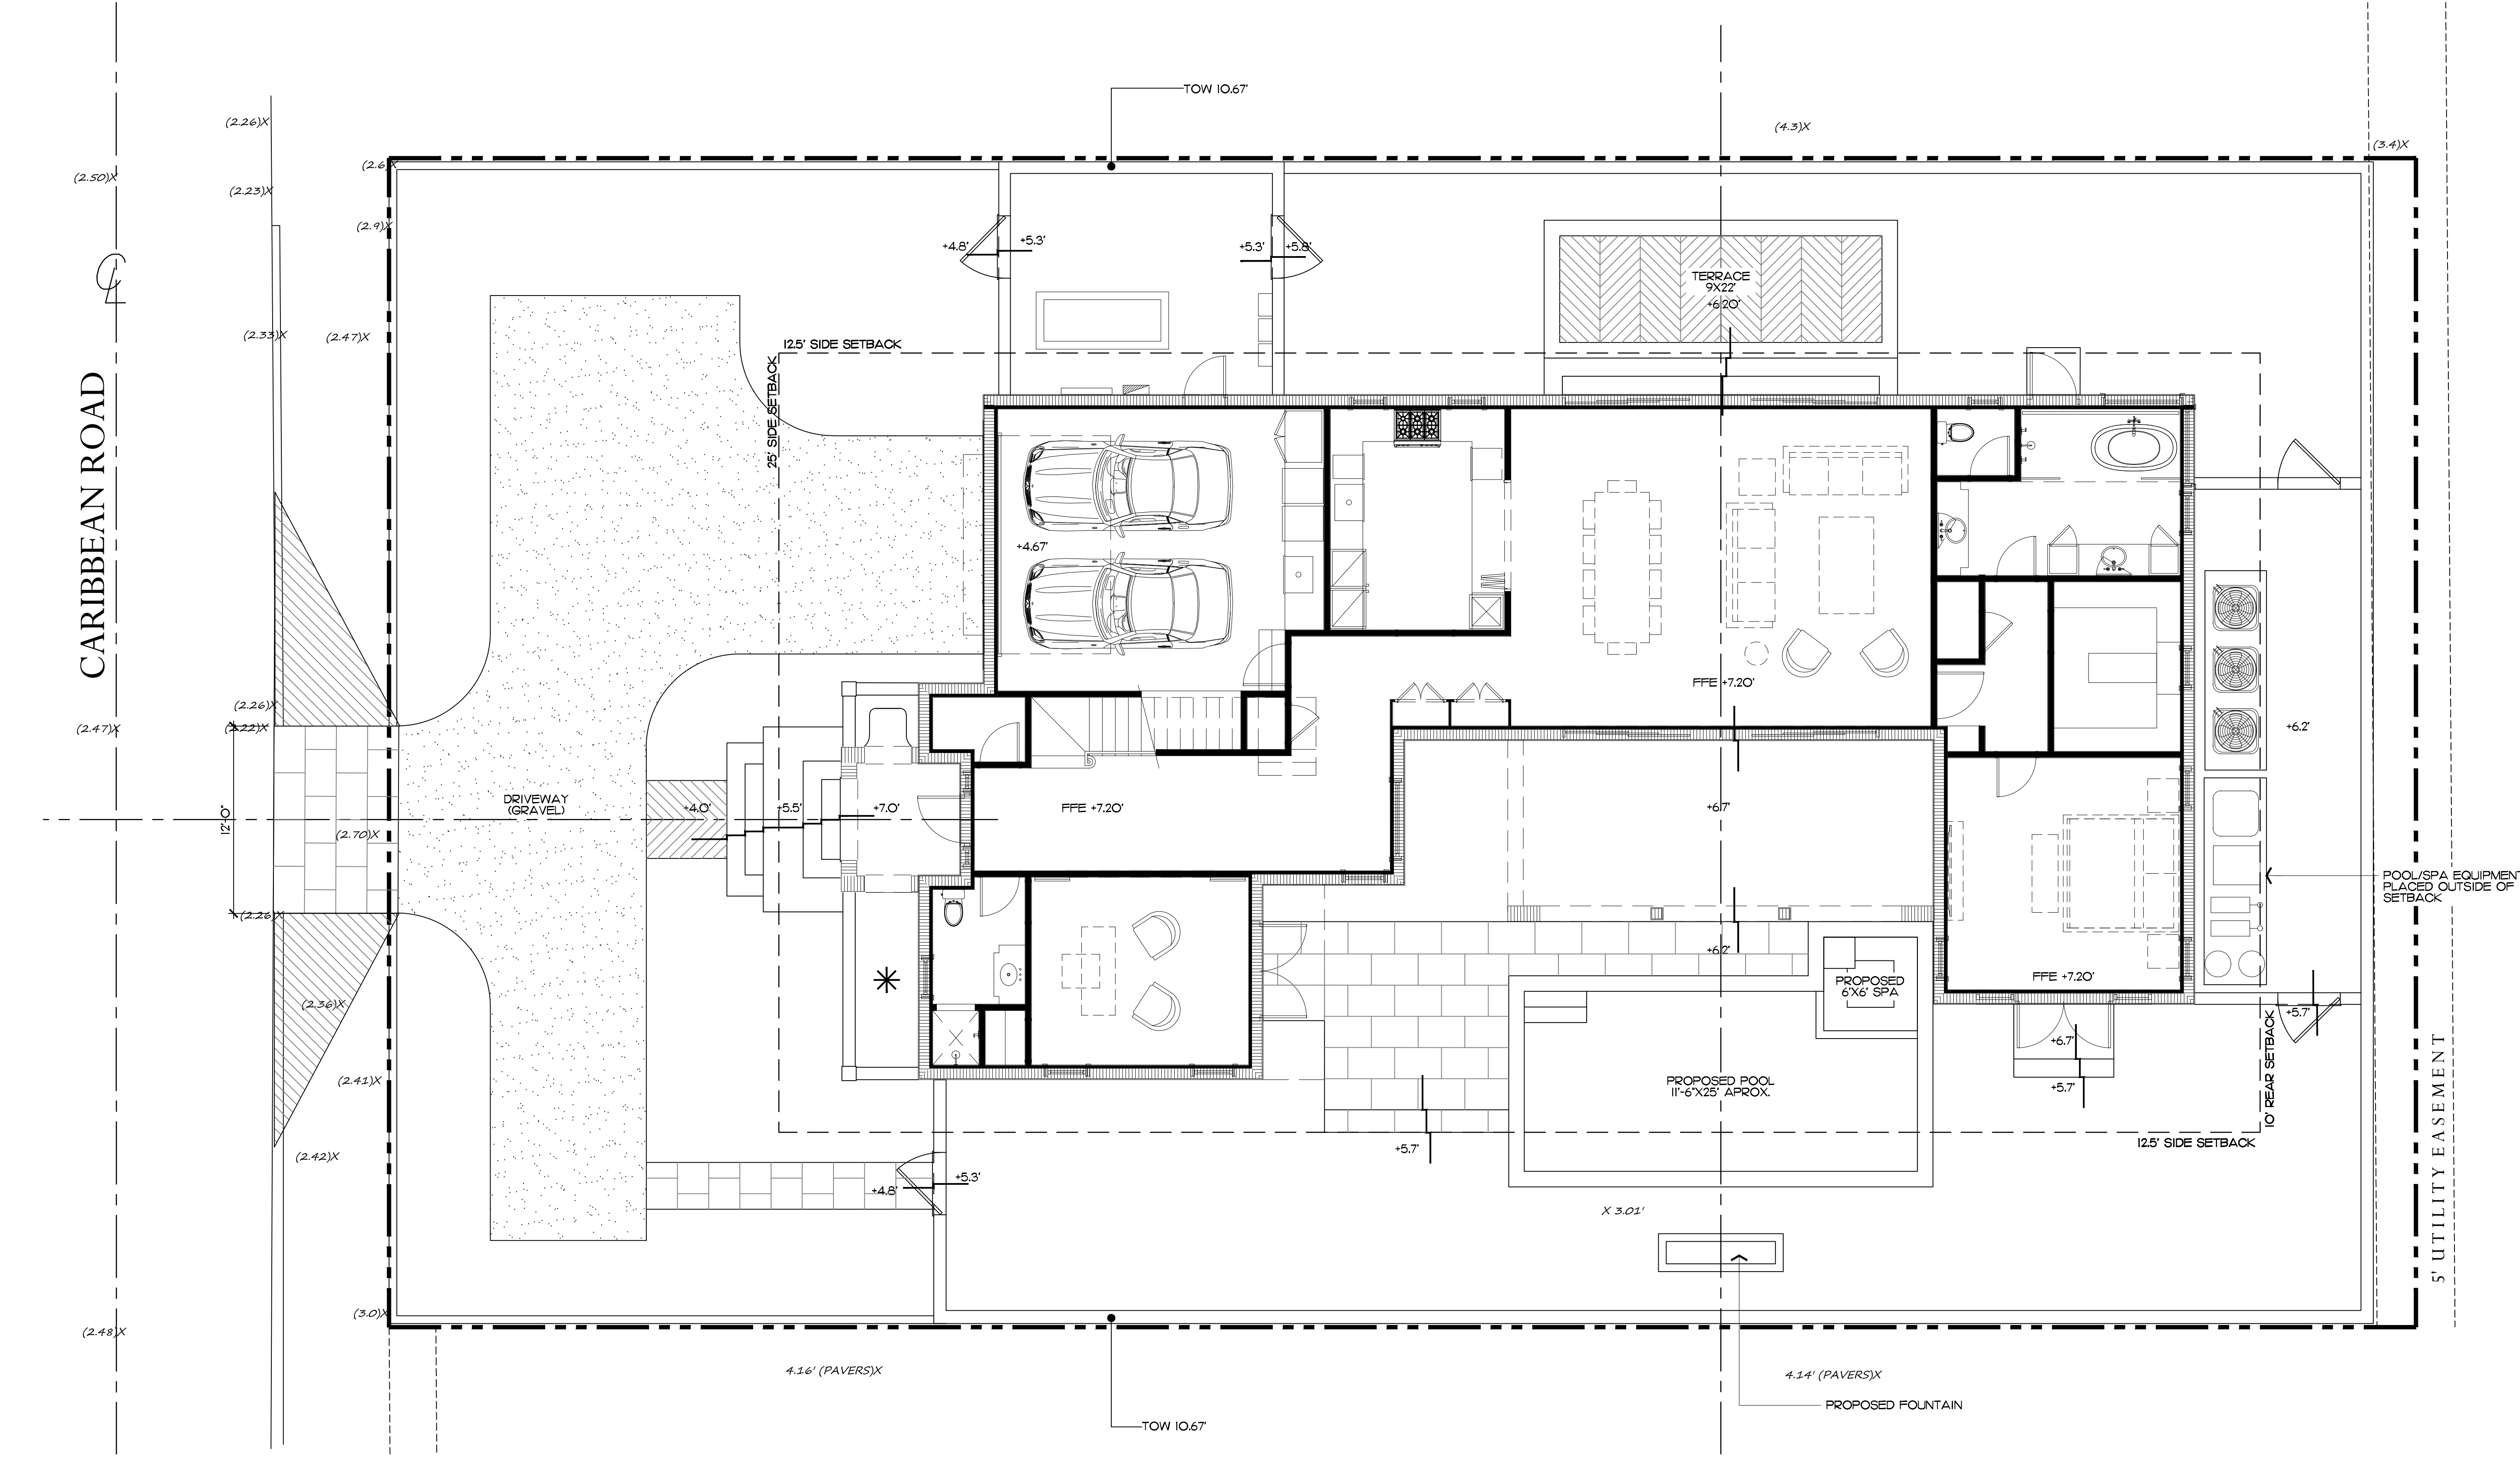 TOW 10.67'
(2.26)X
(4.3)X
(3.4)X
(2.6)X
(2.50)X
(2.23)X
(2.9)X
+4.8'
+5.3'
+5.3'
+5.8'
TERRACE
9X22'
+6.20'
CL
(2.33)X
(2.47)X
12.5' SIDE SETBACK
25' SIDE SETBACK
CARIBBEAN ROAD
+4.67'
FFE +7.20'
(2.26)X
(2.22)X
(2.47)X
+6.2'
DRIVEWAY
(GRAVEL)
+4.0'
+5.5'
+7.0'
FFE +7.20'
+6.7'
12'-0"
(2.70)X
POOL/SPA EQUIPMENT
PLACED OUTSIDE OF
SETBACK
(2.26)X
+6.2'
PROPOSED
6'X6' SPA
FFE +7.20'
(2.36)X
+5.7'
+6.7'
10' REAR SETBACK
(2.41)X
PROPOSED POOL
11'-6"X25' APROX.
+5.7'
5' UTILITY EASEMENT
(2.42)X
+5.7'
12.5' SIDE SETBACK
+4.8'
+5.3'
X 3.01'
(3.0)X
(2.48)X
4.16' (PAVERS)X
4.14' (PAVERS)X
PROPOSED FOUNTAIN
TOW 10.67'